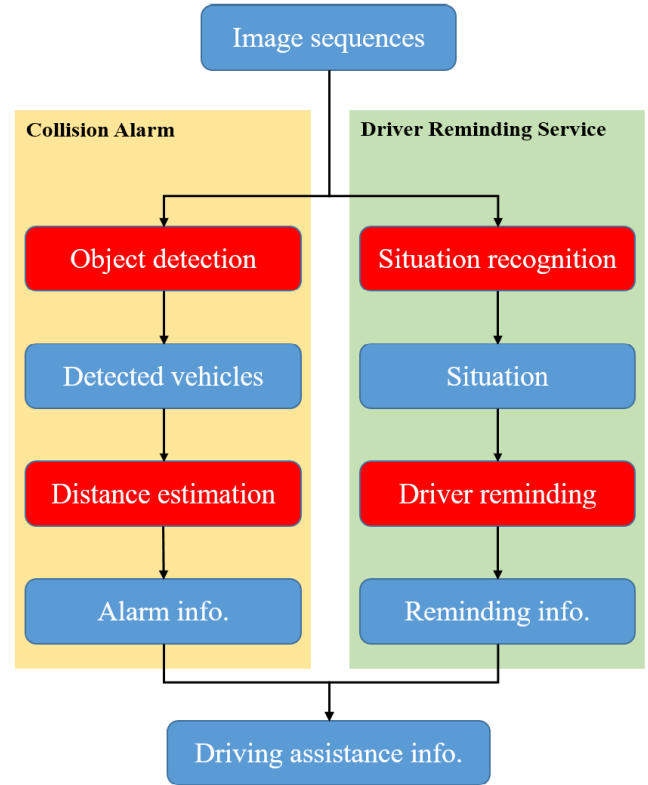 Image sequences
Collision Alarm
Driver Reminding Service
Object detection
Situation recognition
Detected vehicles
Situation
Distance estimation
Driver reminding
Alarm info.
Reminding info.
Driving assistance info.